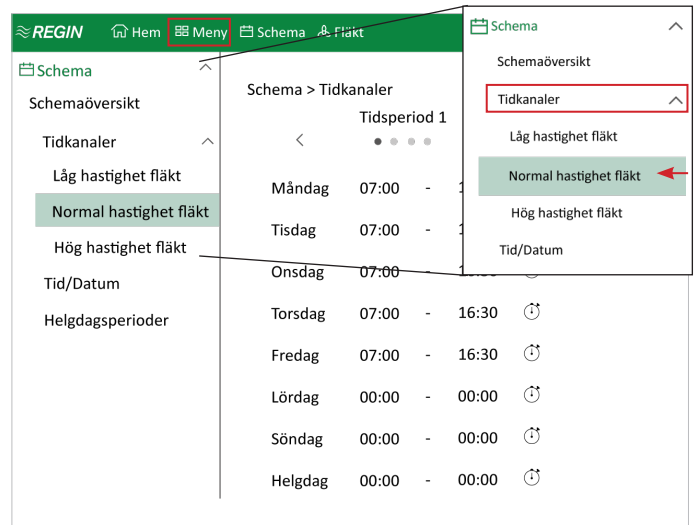 REGIN Hem Meny Schema Fläkt
Schema
Schemaöversikt
Tidkanaler
Låg hastighet fläkt
Normal hastighet fläkt
Hög hastighet fläkt
Tid/Datum
Helgdagsperioder
Schema > Tidkanaler
Tidsperiod 1
Måndag 07:00 -
Tisdag 07:00 -
Onsdag 07:00 -
Torsdag 07:00 - 16:30
Fredag 07:00 - 16:30
Lördag 00:00 - 00:00
Söndag 00:00 - 00:00
Helgdag 00:00 - 00:00
Schema
Schemaöversikt
Tidkanaler
Låg hastighet fläkt
Normal hastighet fläkt
Hög hastighet fläkt
Tid/Datum